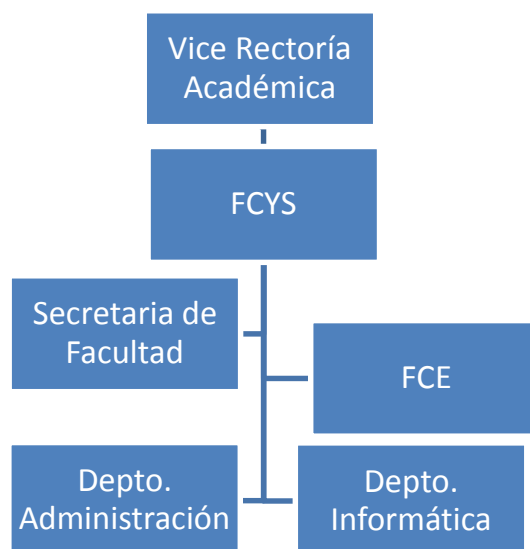 Vice Rectoría
Académica
FCYS
Secretaria de
Facultad
FCE
Depto.
Administración
Depto.
Informática